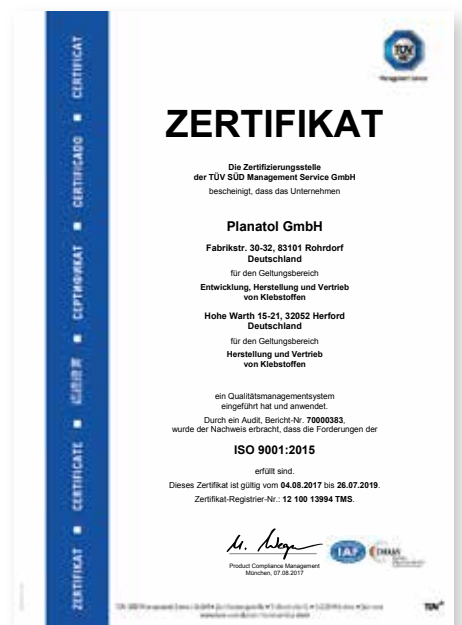 TÜV
Management Service
ZERTIFIKAT
Die Zertifizierungsstelle
der TÜV SÜD Management Service GmbH
bescheinigt, dass das Unternehmen
Planatol GmbH
Fabrikstr. 30-32, 83101 Rohrdorf
Deutschland
für den Geltungsbereich
Entwicklung, Herstellung und Vertrieb
von Klebstoffen
Hohe Warth 15-21, 32052 Herford
Deutschland
für den Geltungsbereich
Herstellung und Vertrieb
von Klebstoffen
ein Qualitätsmanagementsystem
eingeführt hat und anwendet.
Durch ein Audit, Bericht-Nr. 70000383,
wurde der Nachweis erbracht, dass die Forderungen der
ISO 9001:2015
erfüllt sind.
Dieses Zertifikat ist gültig vom 04.08.2017 bis 26.07.2019.
Zertifikat-Registrier-Nr.: 12 100 13994 TMS.
Product Compliance Management
München, 07.08.2017
IAF
DAkkS
TÜV®
ZERTIFIKAT ■ CERTIFICATE ■ ■ СЕРТИФИКАТ ■ CERTIFICADO ■ CERTIFICAT